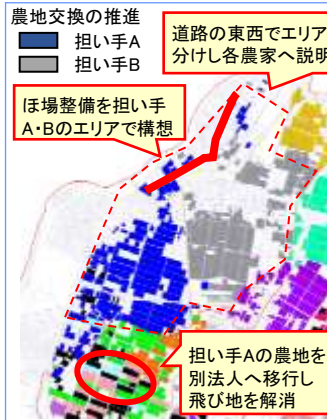 農地交換の推進
担い手A
担い手B
道路の東西でエリア
分けし各農家へ説明
ほ場整備を担い手
A・Bのエリアで構想
担い手Aの農地を
別法人へ移行し
飛び地を解消